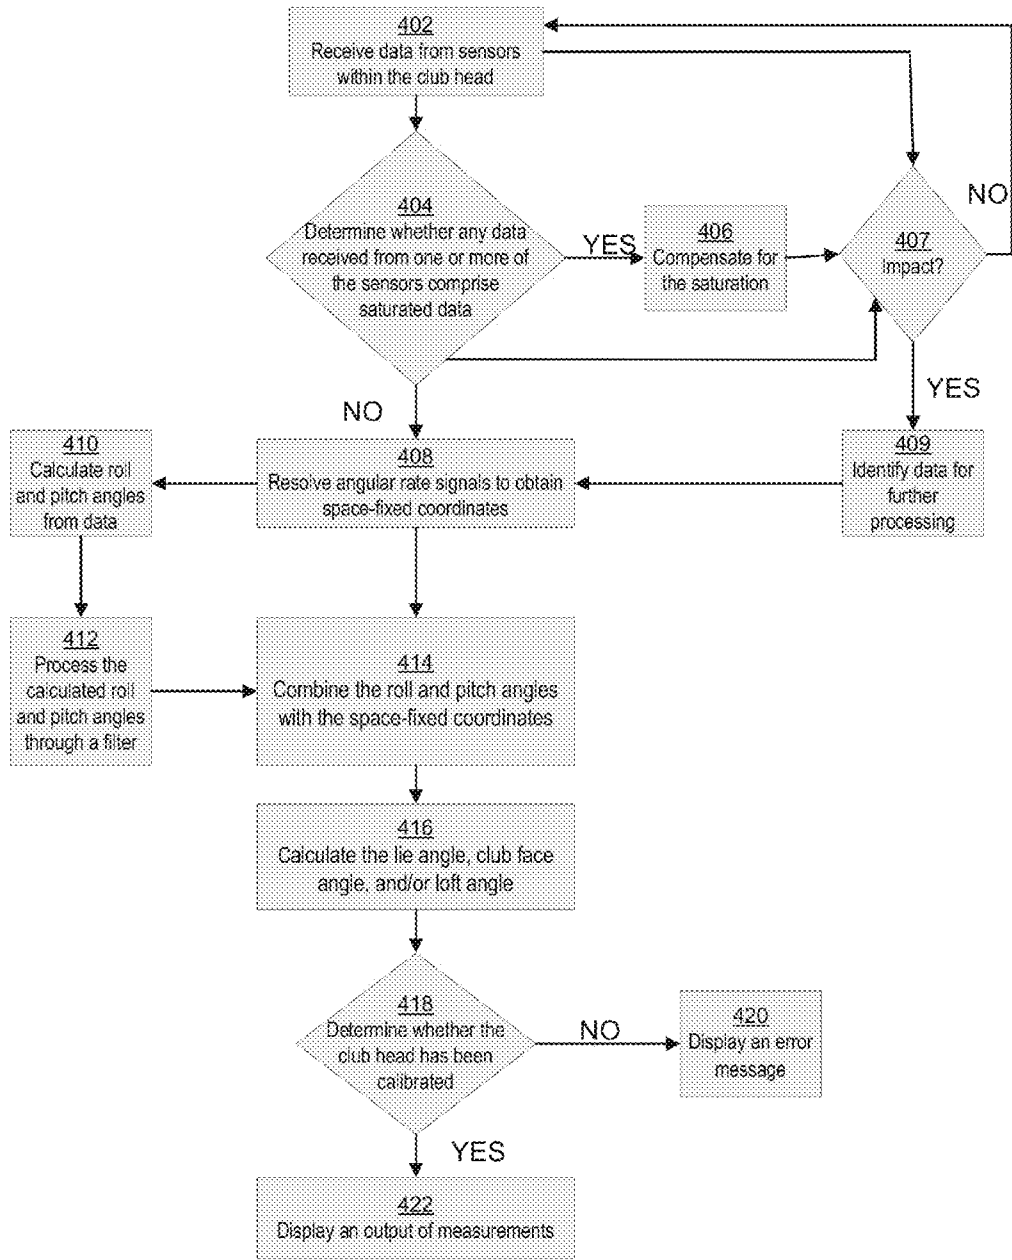 402
Receive data from sensors
within the club head
NO
404
Determine whether any data
received from one or more of
the sensors comprise
saturated data
YES
406
Compensate for
the saturation
407
Impact?
YES
NO
410
Calculate roll
and pitch angles
from data
408
Resolve angular rate signals to obtain
space-fixed coordinates
409
Identify data for
further
processing
412
Process the
calculated roll
and pitch angles
through a filter
414
Combine the roll and pitch angles
with the space-fixed coordinates
416
Calculate the lie angle, club face
angle, and/or loft angle
418
Determine whether the
club head has been
calibrated
NO
420
Display an error
message
YES
422
Display an output of measurements